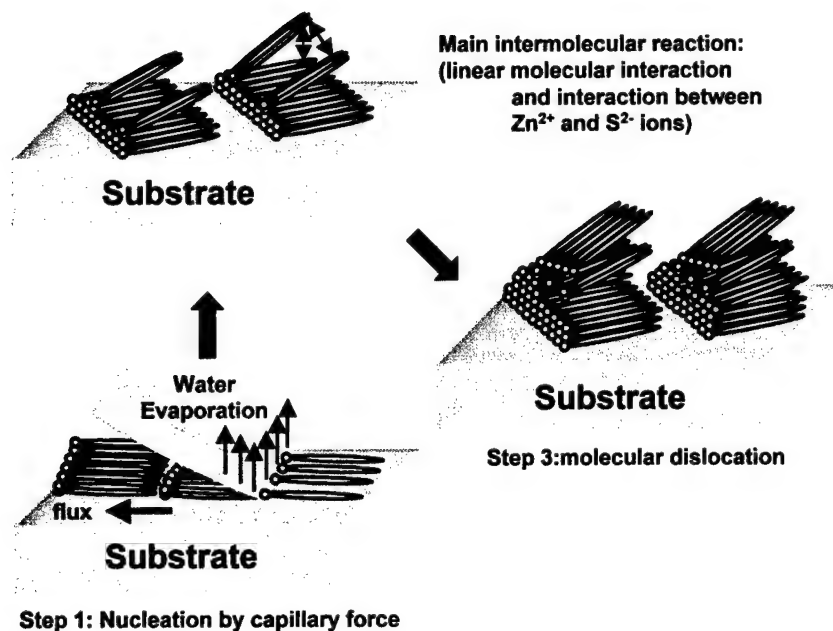 Main intermolecular reaction:
(linear molecular interaction
and interaction between
Zn2+ and S2- ions)
Substrate
Substrate
Step 3:molecular dislocation
Water
Evaporation
flux
Substrate
Step 1: Nucleation by capillary force